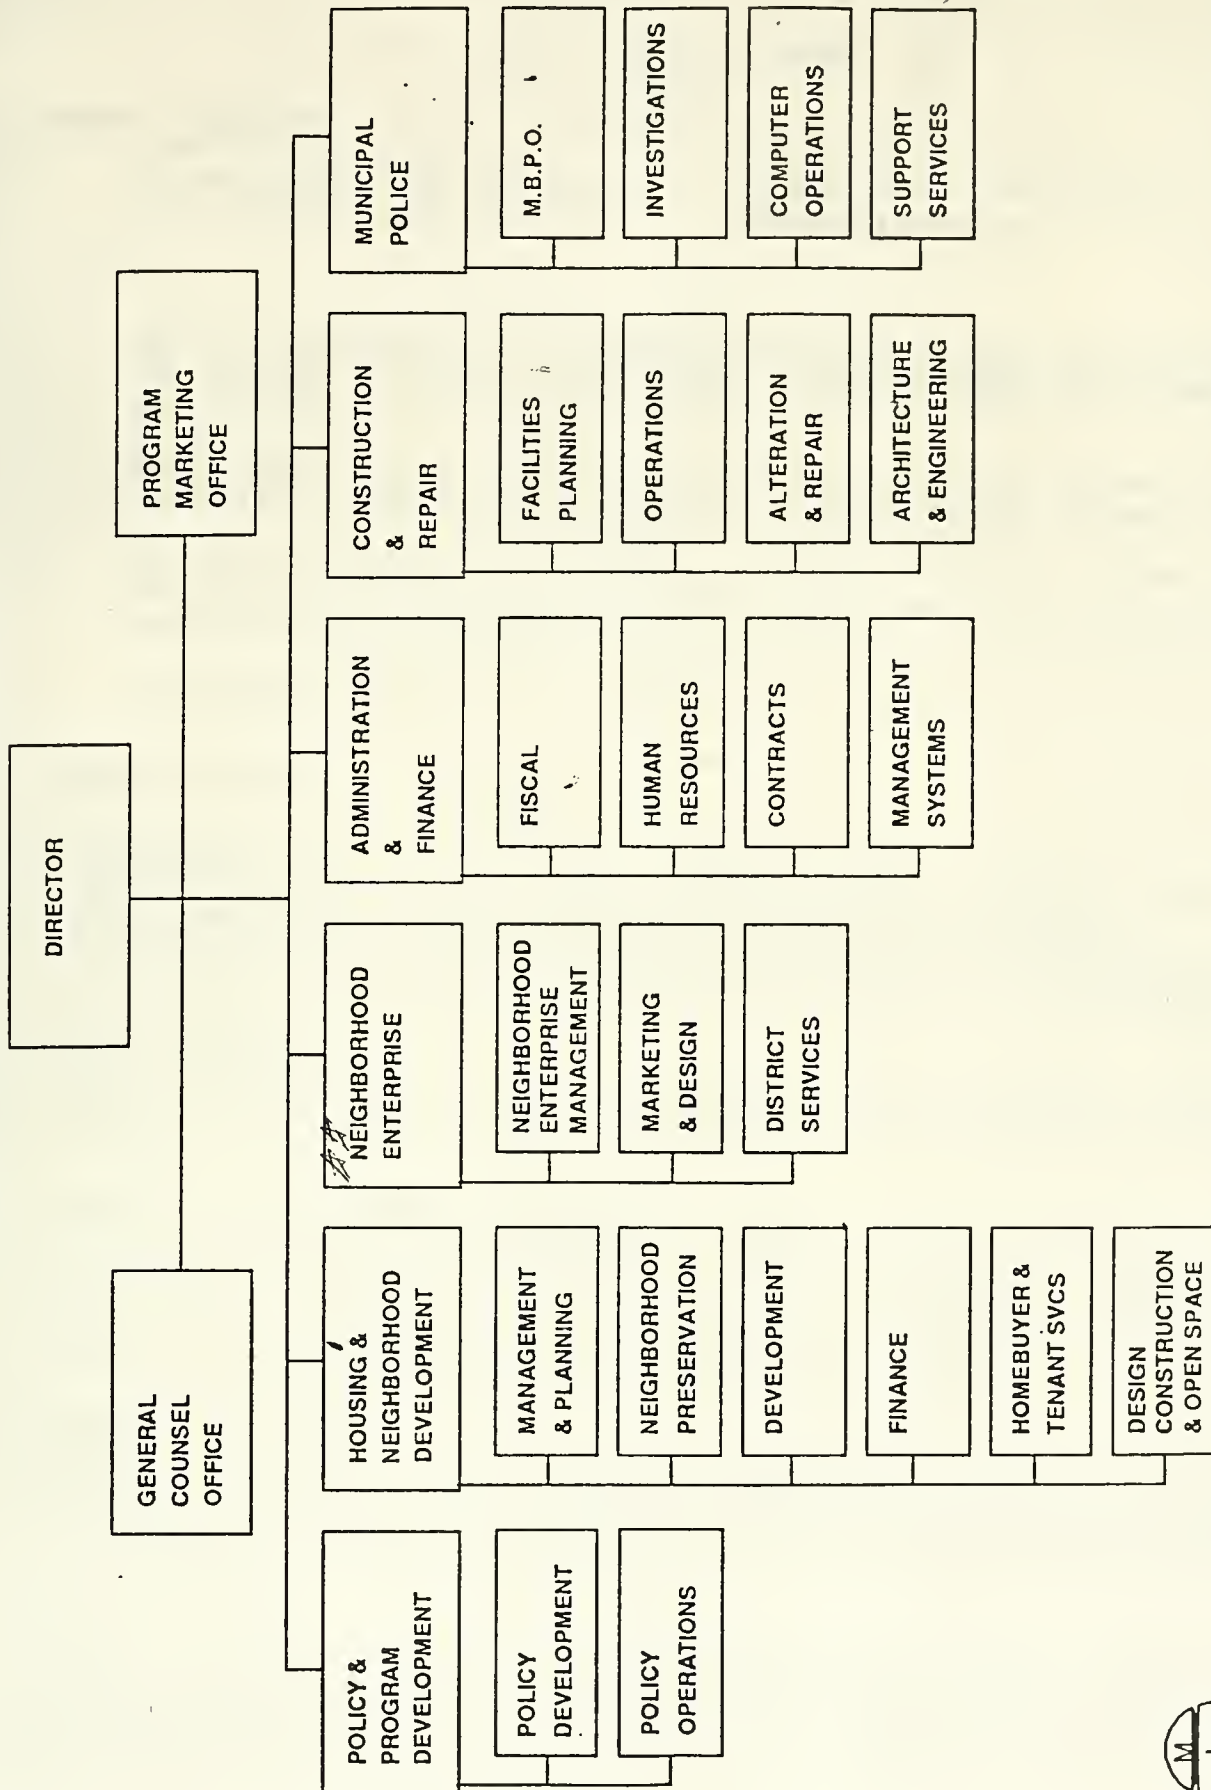 DIRECTOR
GENERAL
COUNSEL
OFFICE
PROGRAM
MARKETING
OFFICE
POLICY &
PROGRAM
DEVELOPMENT
POLICY
DEVELOPMENT
POLICY
OPERATIONS
HOUSING &
NEIGHBORHOOD
DEVELOPMENT
MANAGEMENT
& PLANNING
NEIGHBORHOOD
PRESERVATION
DEVELOPMENT
FINANCE
HOMEBUYER &
TENANT SVCS
DESIGN
CONSTRUCTION
& OPEN SPACE
NEIGHBORHOOD
ENTERPRISE
NEIGHBORHOOD
ENTERPRISE
MANAGEMENT
MARKETING
& DESIGN
DISTRICT
SERVICES
ADMINISTRATION
&
FINANCE
FISCAL
HUMAN
RESOURCES
CONTRACTS
MANAGEMENT
SYSTEMS
CONSTRUCTION
&
REPAIR
FACILITIES
PLANNING
OPERATIONS
ALTERATION
& REPAIR
ARCHITECTURE
& ENGINEERING
MUNICIPAL
POLICE
M.B.P.O.
INVESTIGATIONS
COMPUTER
OPERATIONS
SUPPORT
SERVICES
M